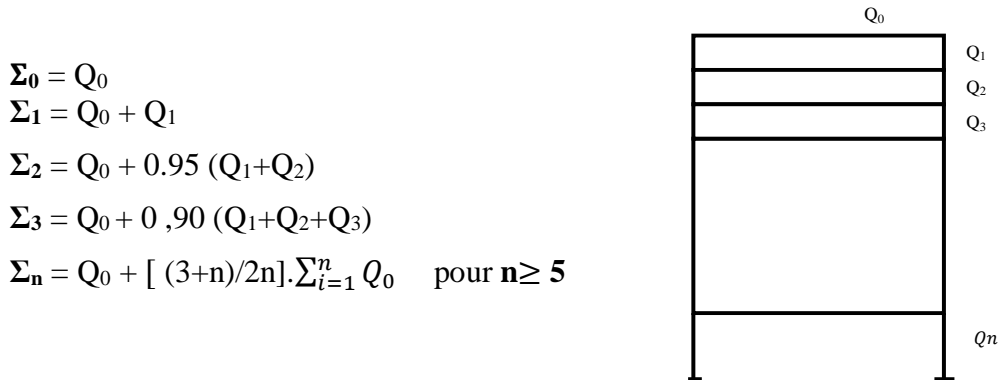 Σ₀ = Q₀
Σ₁ = Q₀ + Q₁
Σ₂ = Q₀ + 0.95 (Q₁+Q₂)
Σ₃ = Q₀ + 0 ,90 (Q₁+Q₂+Q₃)
Σₙ = Q₀ + [ (3+n)/2n].∑ⁿᵢ₌₁ Q₀ pour n≥ 5
Q₀
Q₁
Q₂
Q₃
Qn